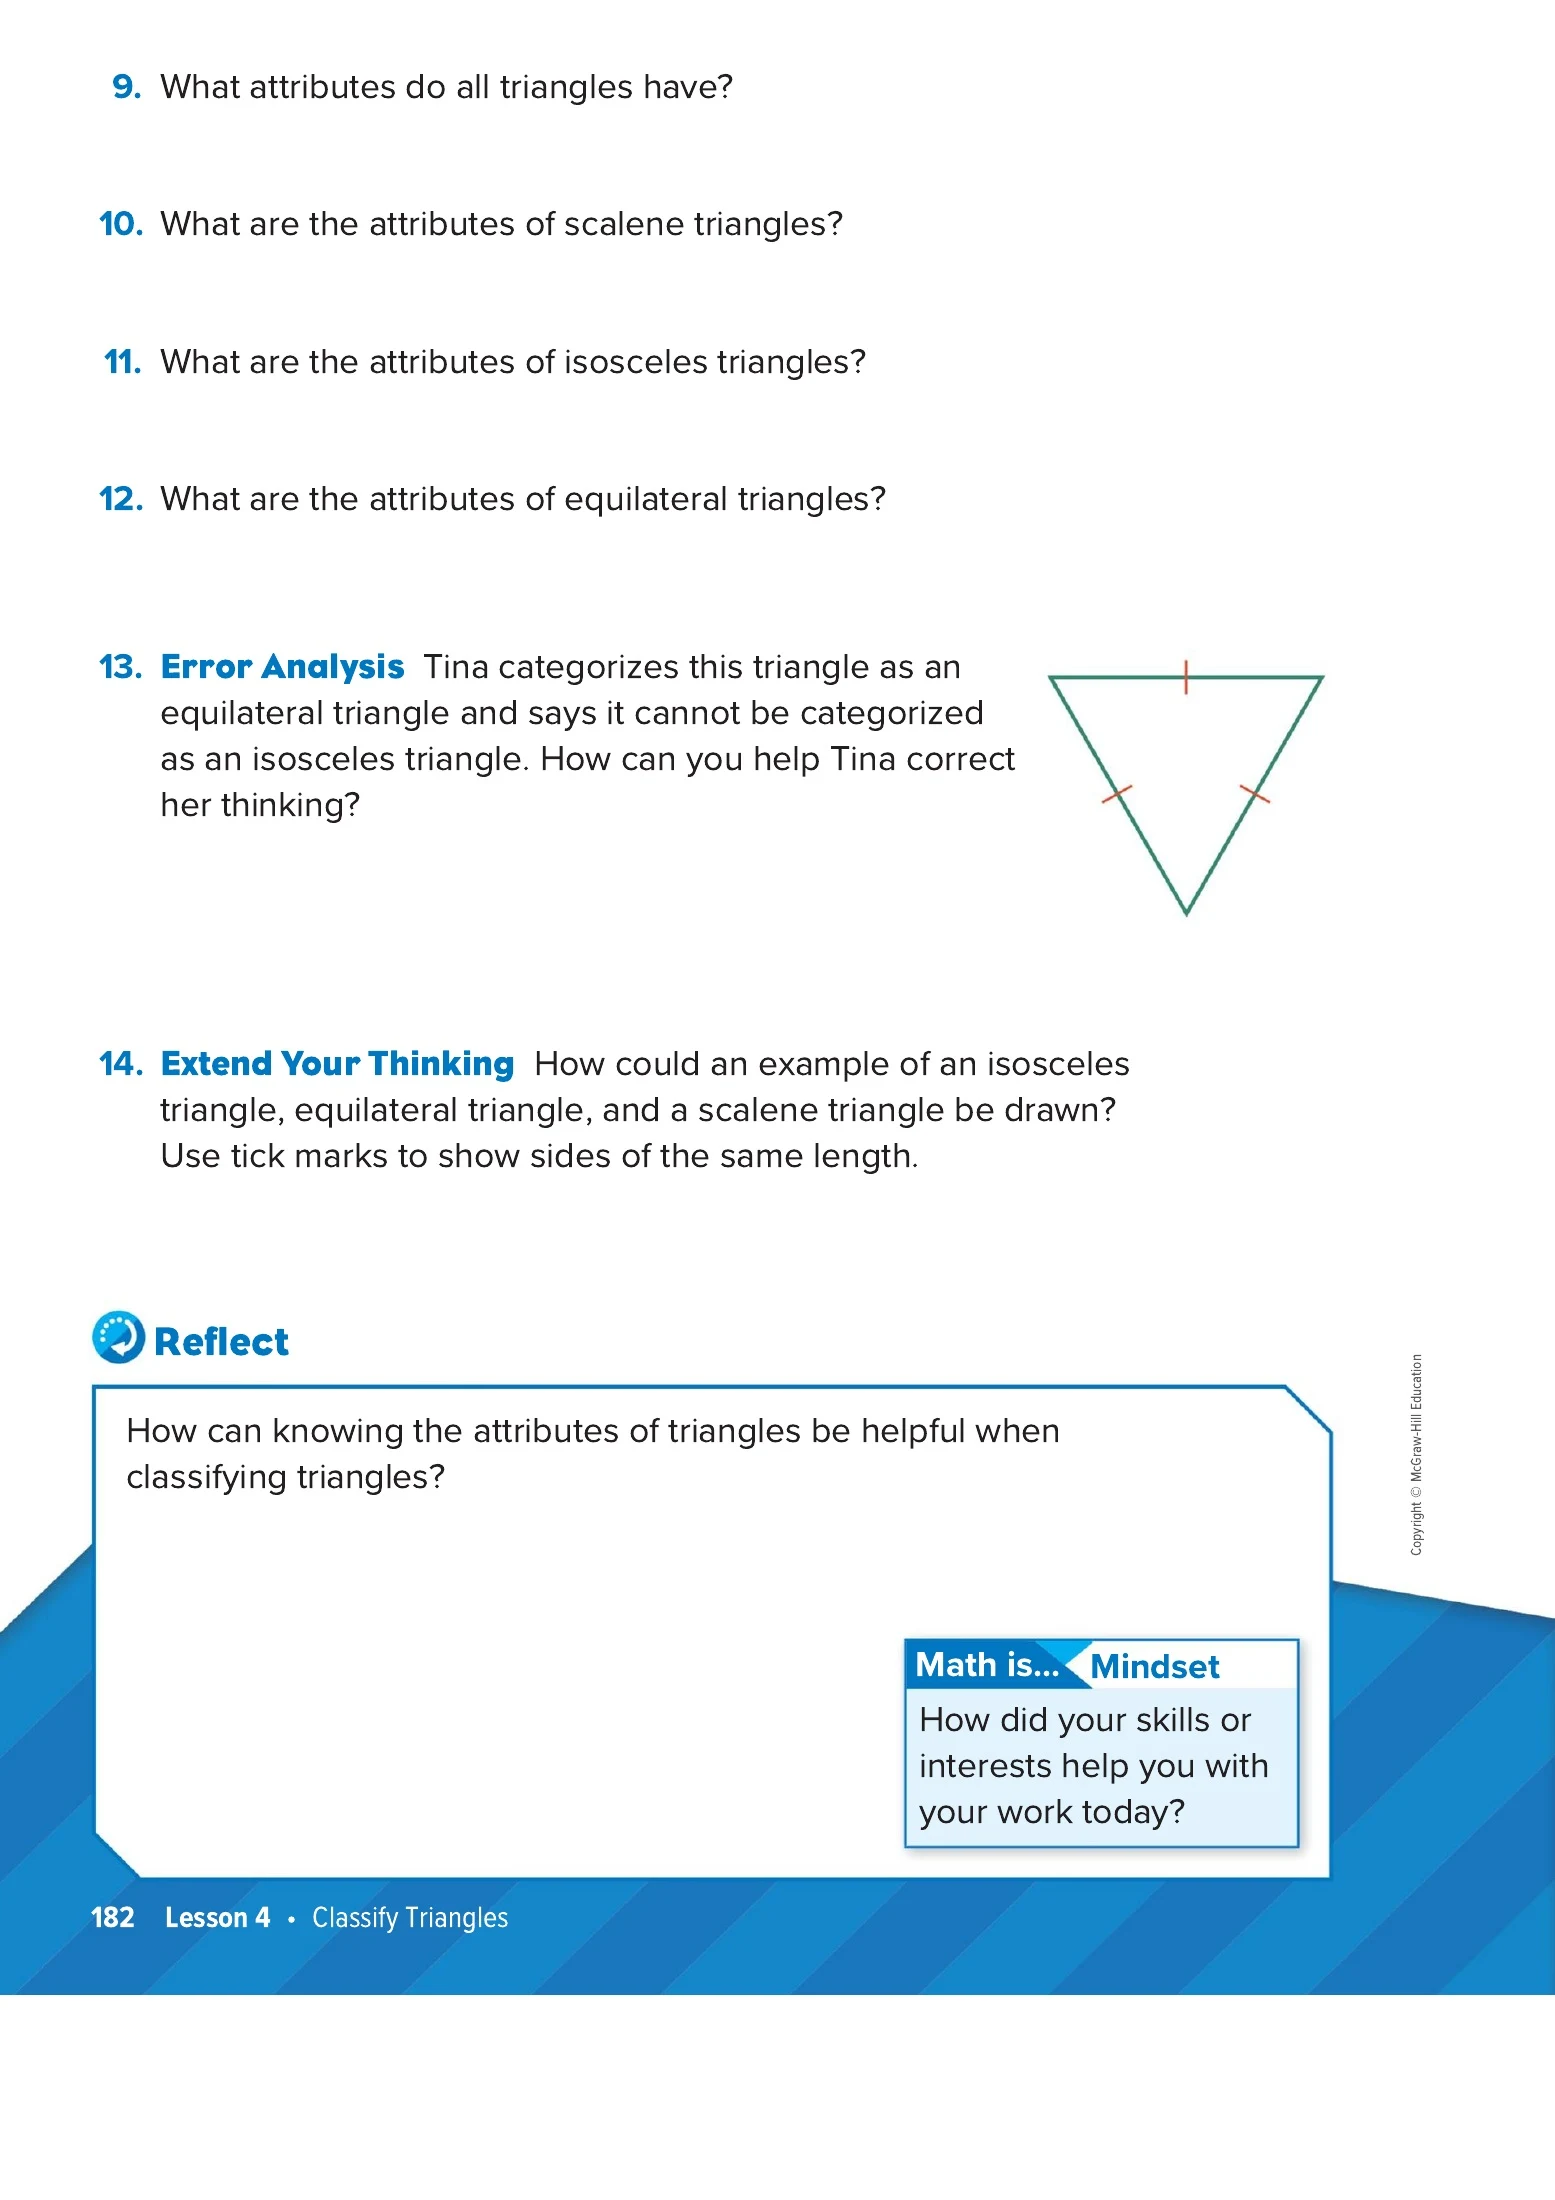 9. What attributes do all triangles have?
10. What are the attributes of scalene triangles?
11. What are the attributes of isosceles triangles?
12. What are the attributes of equilateral triangles?
13. Error Analysis Tina categorizes this triangle as an
equilateral triangle and says it cannot be categorized
as an isosceles triangle. How can you help Tina correct
her thinking?
14. Extend Your Thinking How could an example of an isosceles
triangle, equilateral triangle, and a scalene triangle be drawn?
Use tick marks to show sides of the same length.
Reflect
How can knowing the attributes of triangles be helpful when
classifying triangles?
Math is... Mindset
How did your skills or
interests help you with
your work today?
Copyright © McGraw-Hill Education
182 Lesson 4 • Classify Triangles